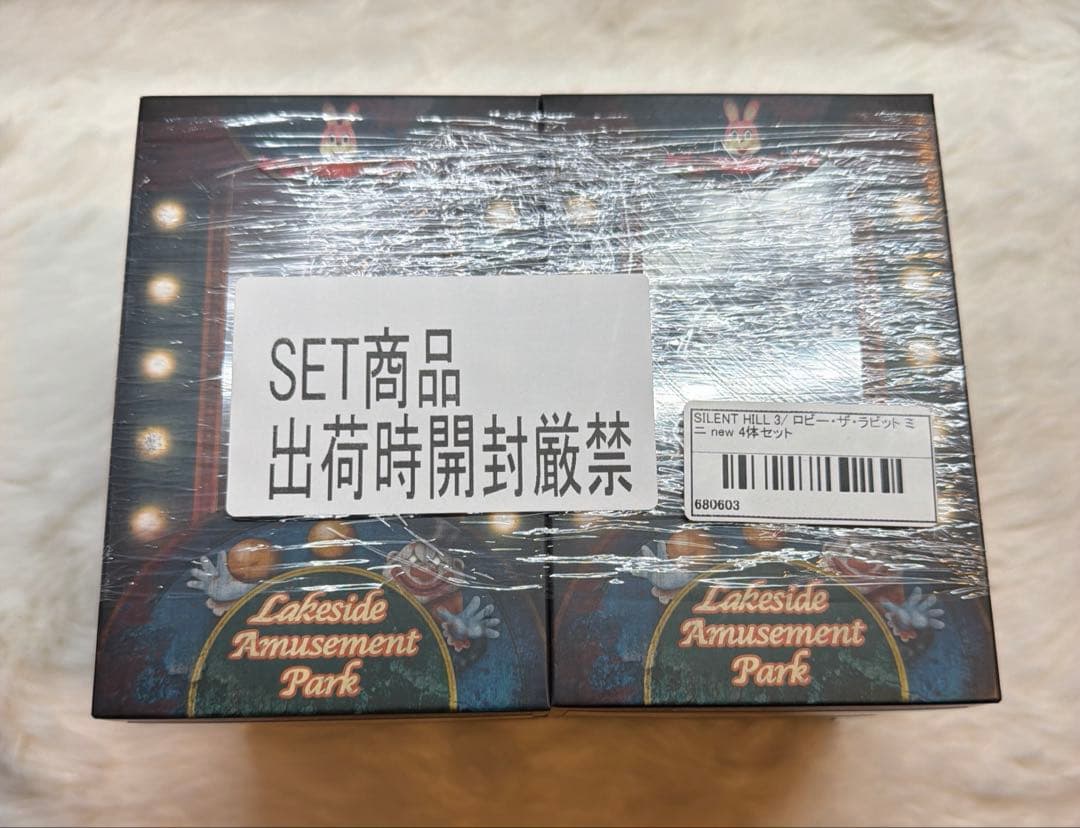 SET商品
出荷時開封厳禁
SILENT HILL 3/ ロビー・ザ・ラビット ミ
ニ new 4体セット
680603
Lakeside
Amusement
Park
Lakeside
Amusement
Park